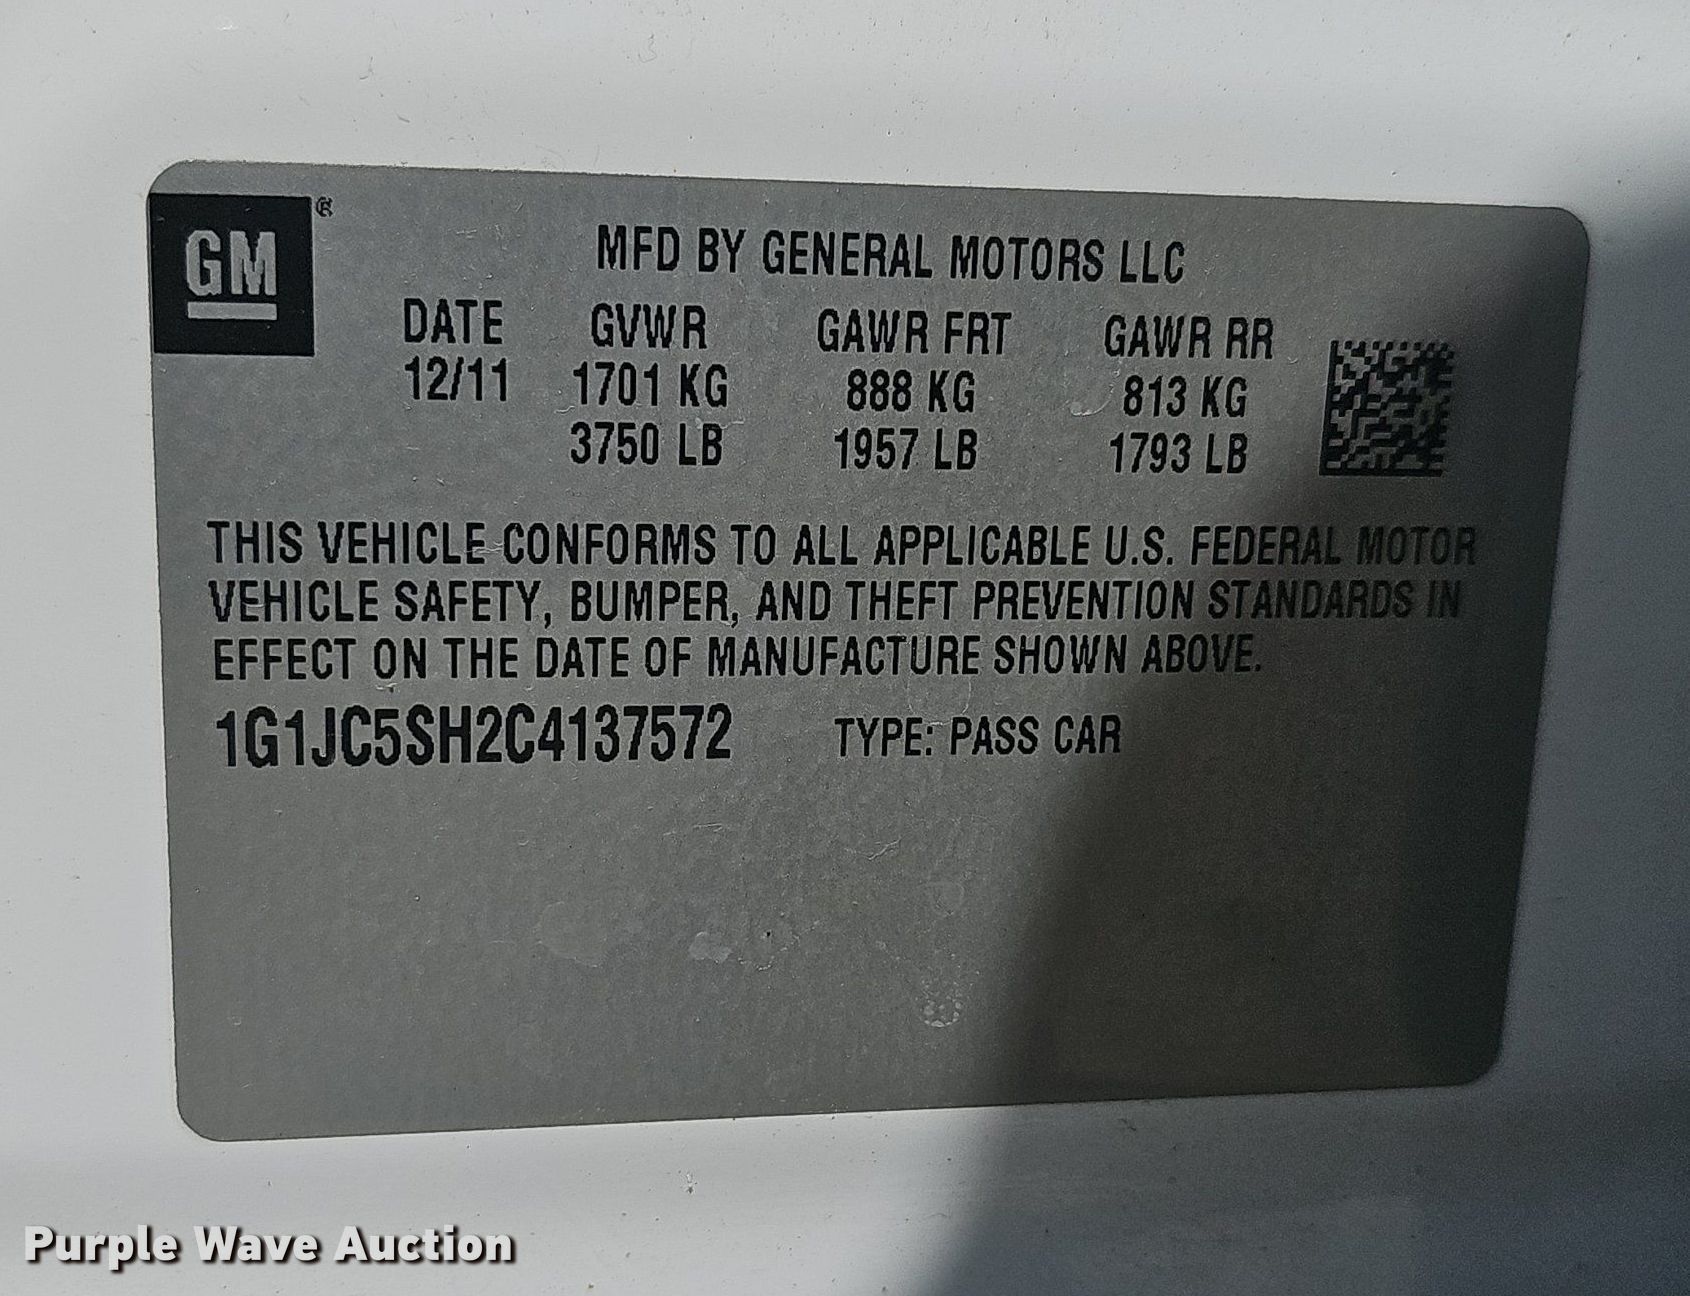 GM®
MFD BY GENERAL MOTORS LLC
DATE GVWR GAWR FRT GAWR RR
12/11 1701 KG 888 KG 813 KG
3750 LB 1957 LB 1793 LB
THIS VEHICLE CONFORMS TO ALL APPLICABLE U.S. FEDERAL MOTOR
VEHICLE SAFETY, BUMPER, AND THEFT PREVENTION STANDARDS IN
EFFECT ON THE DATE OF MANUFACTURE SHOWN ABOVE.
1G1JC5SH2C4137572 TYPE: PASS CAR
Purple Wave Auction